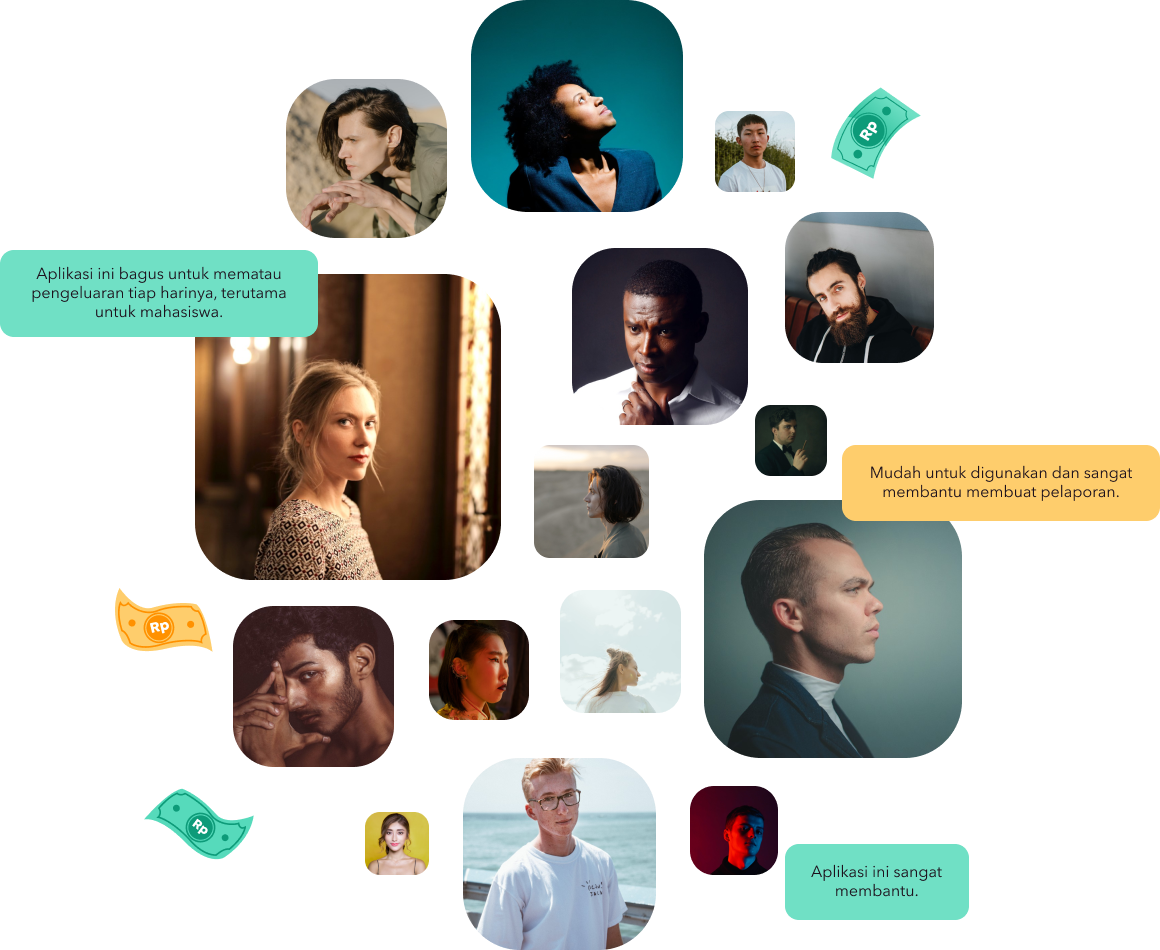 Rp
Aplikasi ini bagus untuk mematau
pengeluaran tiap harinya, terutama
untuk mahasiswa.
Mudah untuk digunakan dan sangat
membantu membuat pelaporan.
Rp
Rp
Aplikasi ini sangat
membantu.